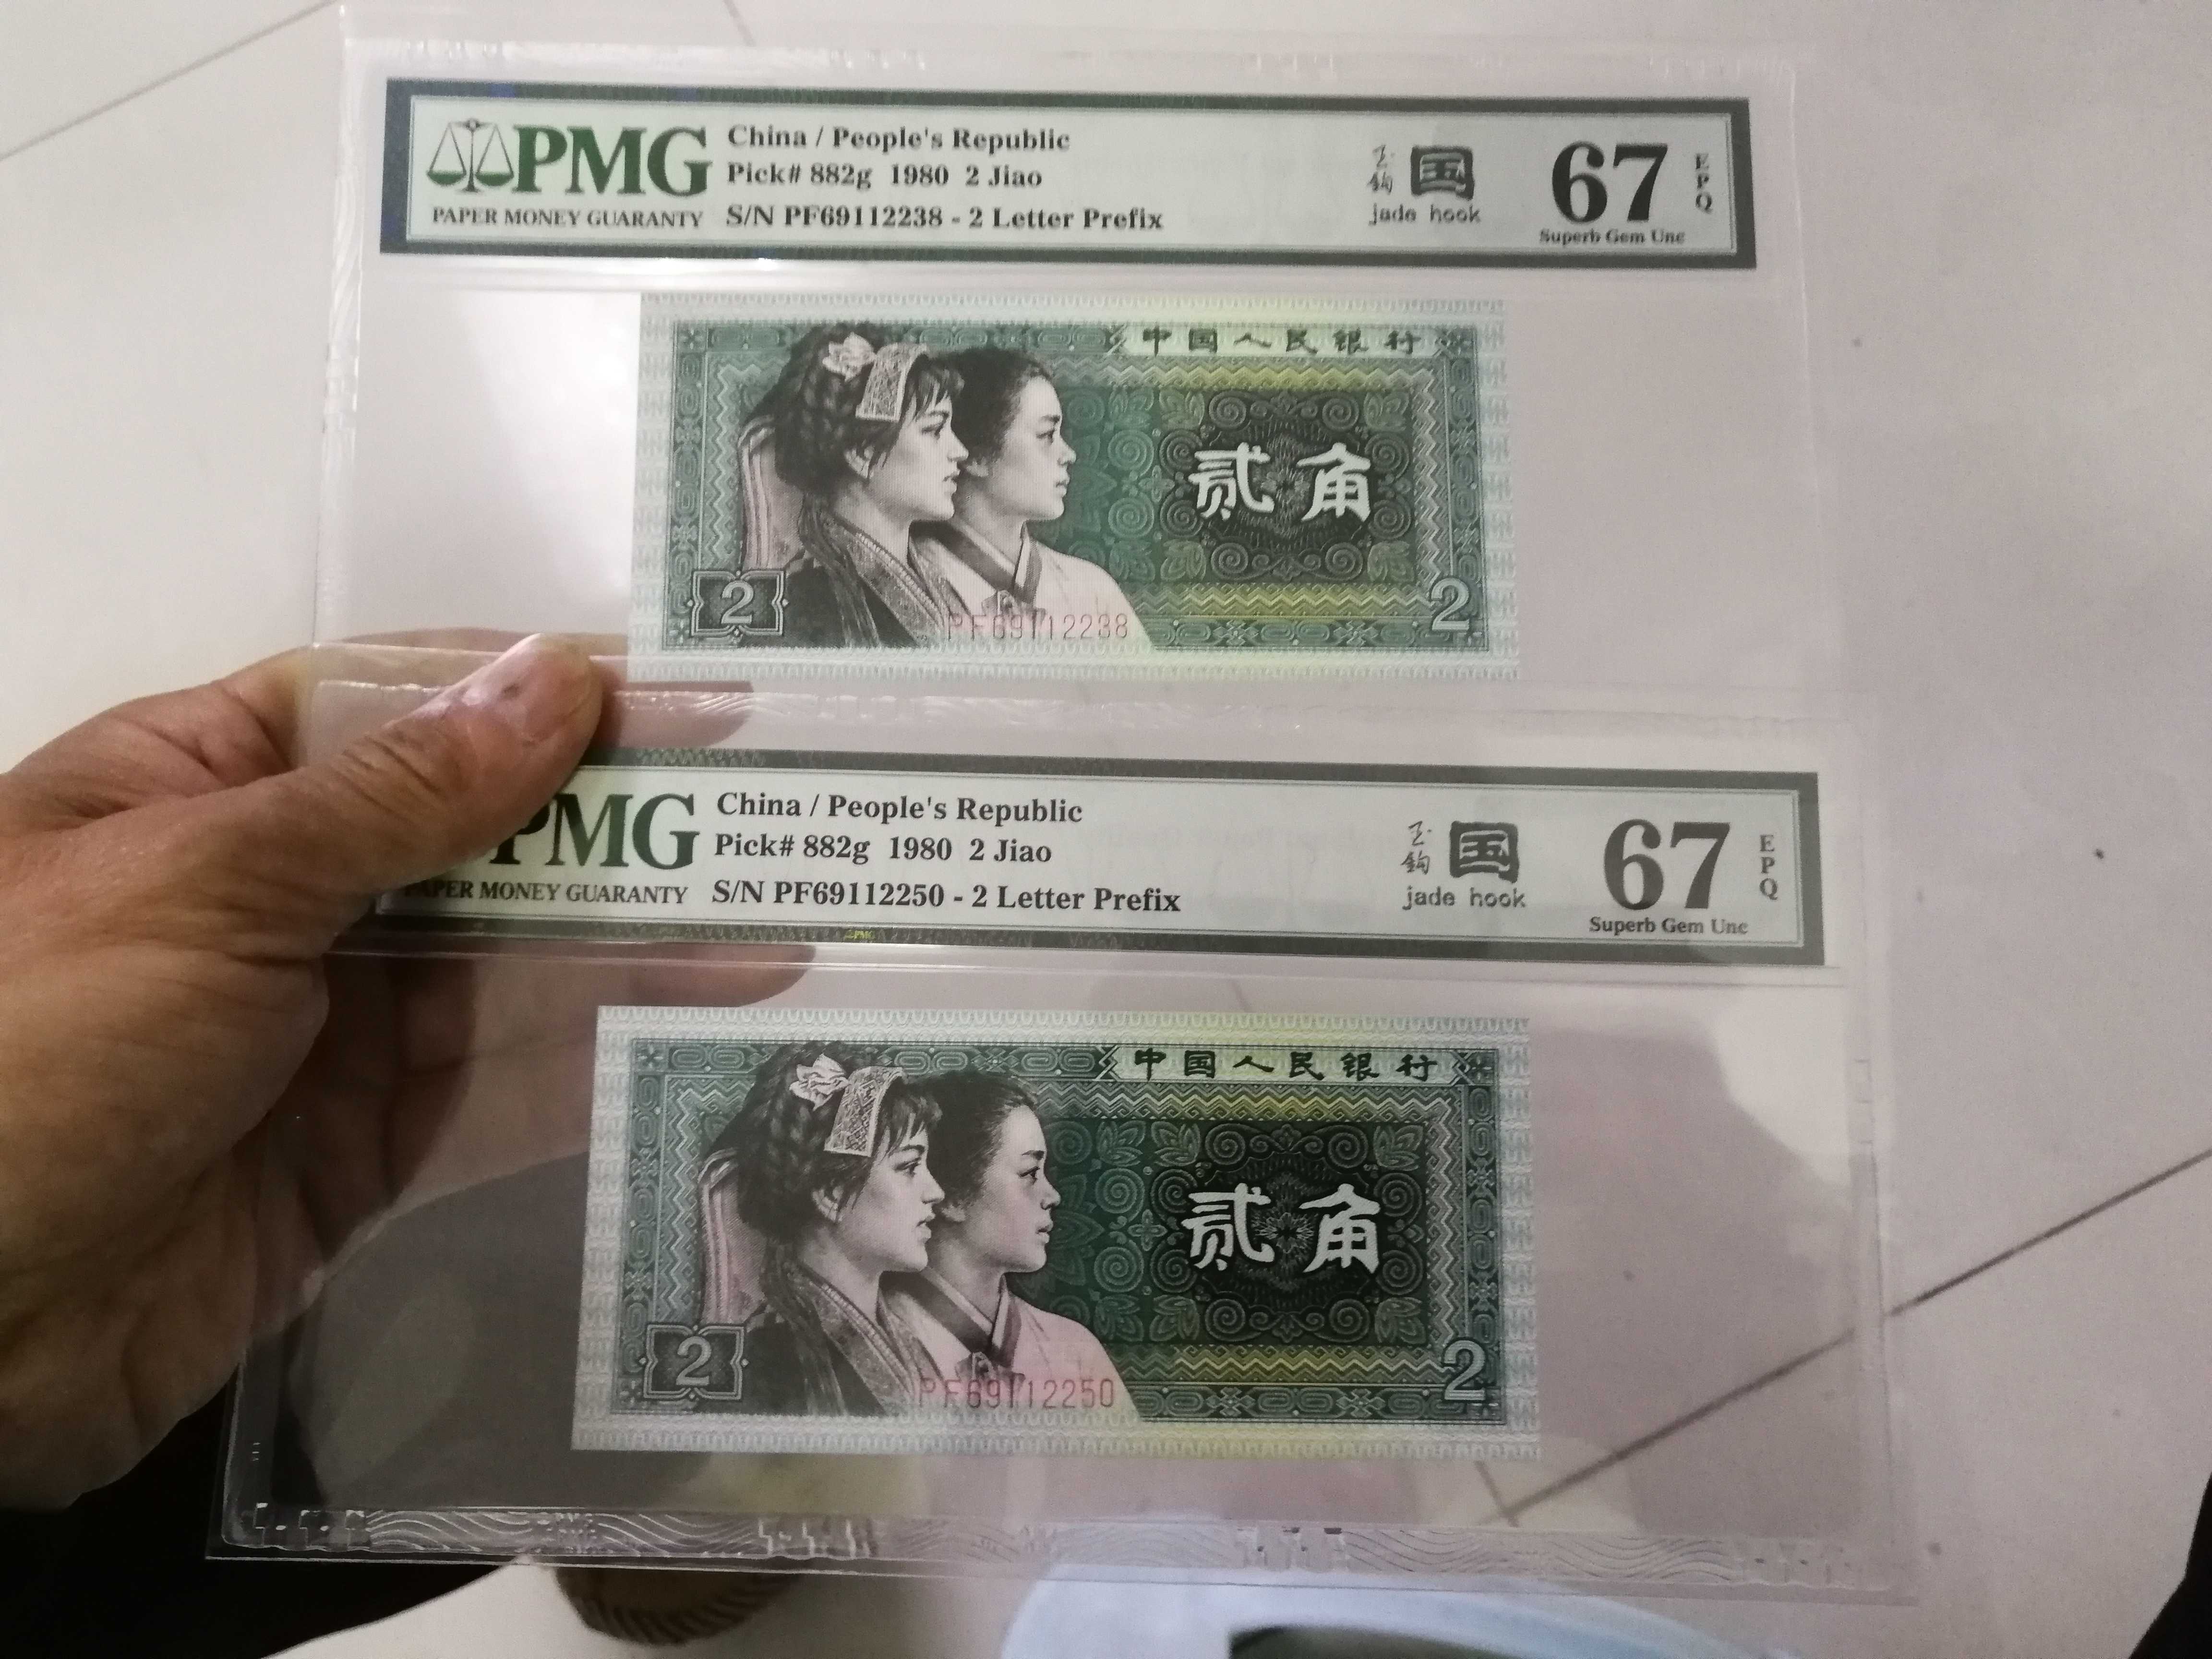 PMG
PAPER MONEY GUARANTY
China / People's Republic
Pick# 882g 1980 2 Jiao
S/N PF69112238 - 2 Letter Prefix
玉鉤
国
jade hook
67
EPQ
Superb Gem Unc
中国人民银行
贰角
2
2
PF69112238
PMG
PAPER MONEY GUARANTY
China / People's Republic
Pick# 882g 1980 2 Jiao
S/N PF69112250 - 2 Letter Prefix
玉鉤
国
jade hook
67
EPQ
Superb Gem Unc
PMG
中国人民银行
贰角
2
2
PF69112250